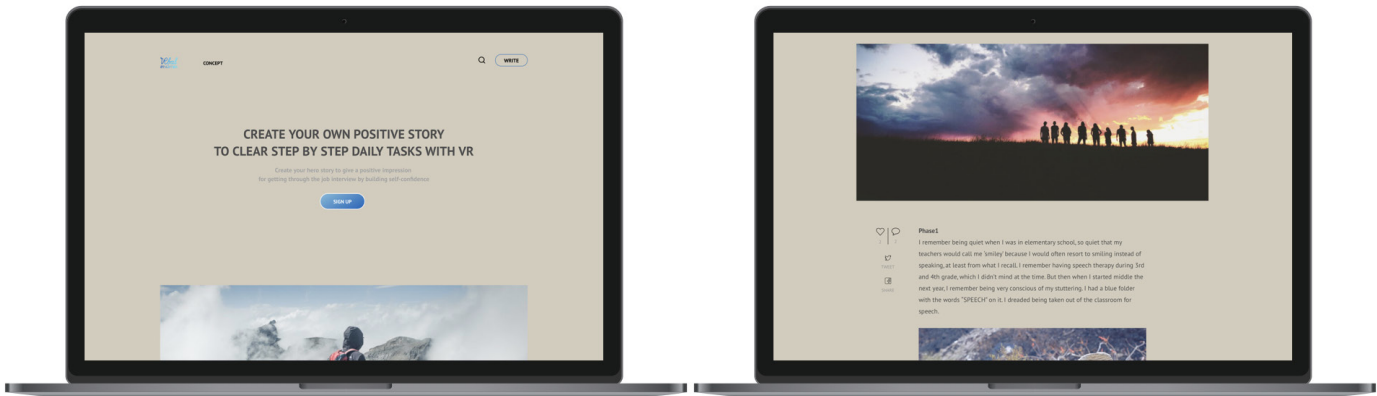 CONCEPT
WRITE
CREATE YOUR OWN POSITIVE STORY
TO CLEAR STEP BY STEP DAILY TASKS WITH VR
Create your hero story to give a positive impression
for getting through the job interview by building self-confidence
SIGN UP
Phase1
I remember being quiet when I was in elementary school, so quiet that my
teachers would call me 'smiley' because I would often resort to smiling instead of
speaking, at least from what I recall. I remember having speech therapy during 3rd
and 4th grade, which I didn't mind at the time. But then when I started middle the
next year, I remember being very conscious of my stuttering. I had a blue folder
with the words "SPEECH" on it. I dreaded being taken out of the classroom for
speech.
TWEET
SHARE